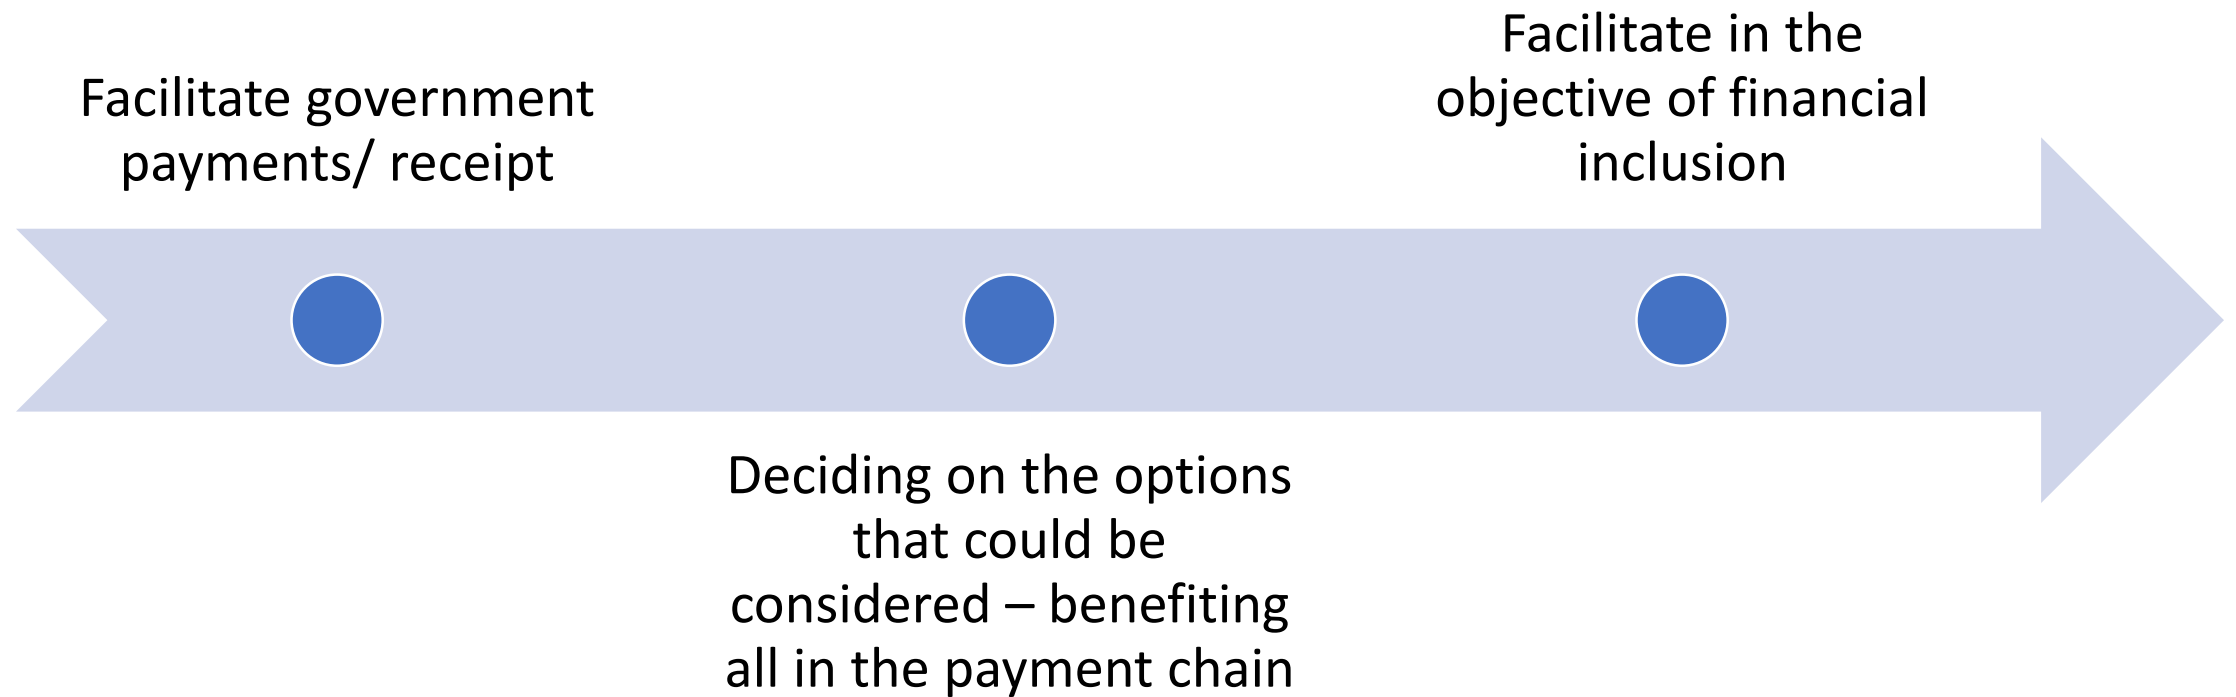 Facilitate government
payments/ receipt
Deciding on the options
that could be
considered – benefiting
all in the payment chain
Facilitate in the
objective of financial
inclusion